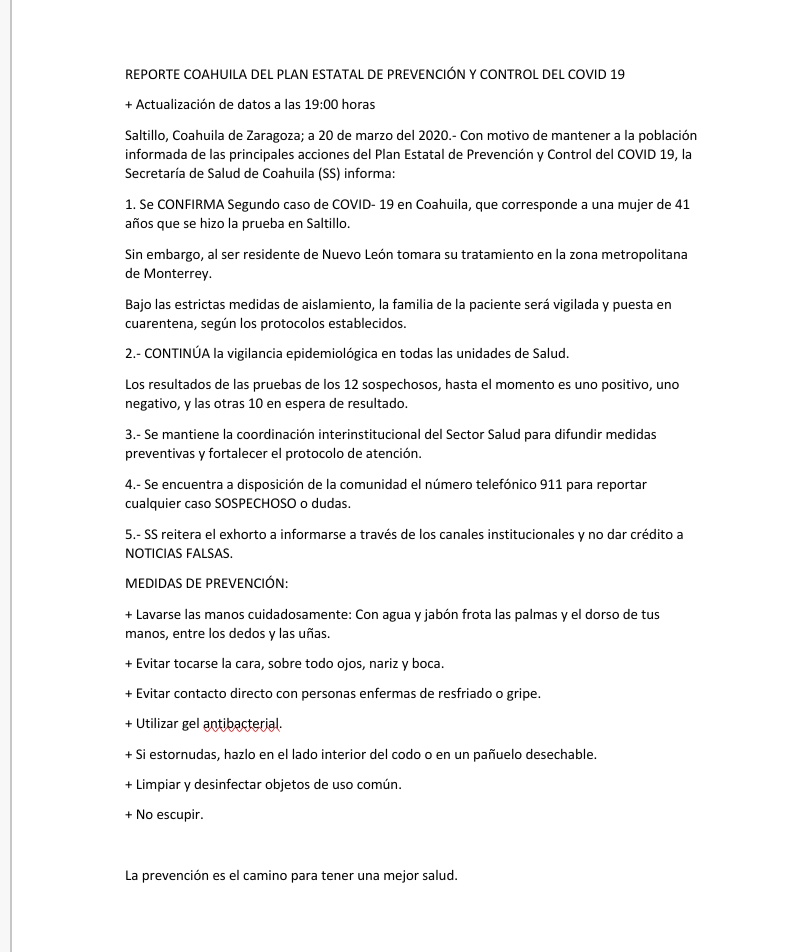 REPORTE COAHUILA DEL PLAN ESTATAL DE PREVENCIÓN Y CONTROL DEL COVID 19
+ Actualización de datos a las 19:00 horas
Saltillo, Coahuila de Zaragoza; a 20 de marzo del 2020.- Con motivo de mantener a la población
informada de las principales acciones del Plan Estatal de Prevención y Control del COVID 19, la
Secretaría de Salud de Coahuila (SS) informa:
1. Se CONFIRMA Segundo caso de COVID- 19 en Coahuila, que corresponde a una mujer de 41
años que se hizo la prueba en Saltillo.
Sin embargo, al ser residente de Nuevo León tomara su tratamiento en la zona metropolitana
de Monterrey.
Bajo las estrictas medidas de aislamiento, la familia de la paciente será vigilada y puesta en
cuarentena, según los protocolos establecidos.
2.- CONTINÚA la vigilancia epidemiológica en todas las unidades de Salud.
Los resultados de las pruebas de los 12 sospechosos, hasta el momento es uno positivo, uno
negativo, y las otras 10 en espera de resultado.
3.- Se mantiene la coordinación interinstitucional del Sector Salud para difundir medidas
preventivas y fortalecer el protocolo de atención.
4.- Se encuentra a disposición de la comunidad el número telefónico 911 para reportar
cualquier caso SOSPECHOSO o dudas.
5.- SS reitera el exhorto a informarse a través de los canales institucionales y no dar crédito a
NOTICIAS FALSAS.
MEDIDAS DE PREVENCIÓN:
+ Lavarse las manos cuidadosamente: Con agua y jabón frota las palmas y el dorso de tus
manos, entre los dedos y las uñas.
+ Evitar tocarse la cara, sobre todo ojos, nariz y boca.
+ Evitar contacto directo con personas enfermas de resfriado o gripe.
+ Utilizar gel antibacterial.
+ Si estornudas, hazlo en el lado interior del codo o en un pañuelo desechable.
+ Limpiar y desinfectar objetos de uso común.
+ No escupir.
La prevención es el camino para tener una mejor salud.